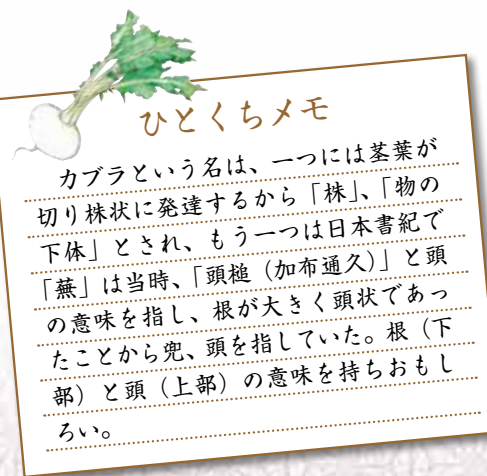 ひとくちメモ
カブラという名は、一つには茎葉が
切り株状に発達するから「株」、「物の
下体」とされ、もう一つは日本書紀で
「蕪」は当時、「頭槌（加布通久）」と頭
の意味を指し、根が大きく頭状であっ
たことから兜、頭を指していた。根（下
部）と頭（上部）の意味を持ちおもし
ろい。